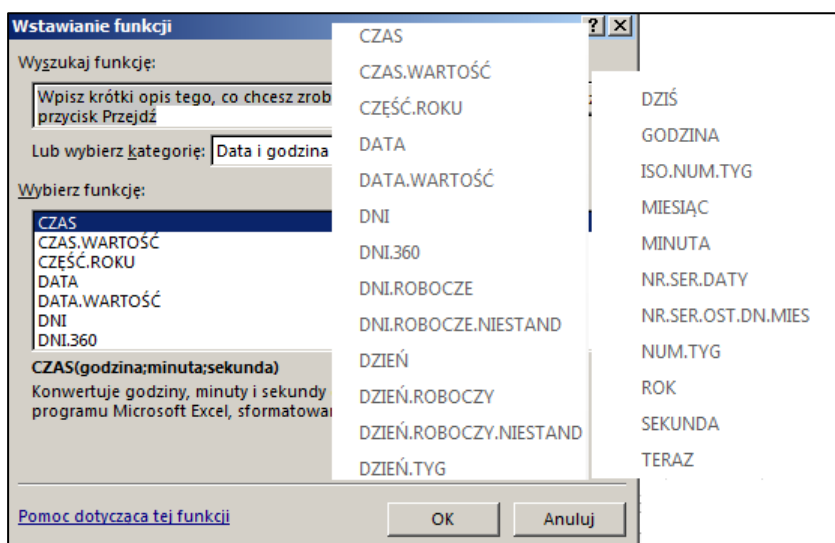 Wstawianie funkcji
Wyszukaj funkcję:
Wpisz krótki opis tego, co chcesz zrob
przycisk Przejdź
Lub wybierz kategorię: Data i godzina
Wybierz funkcję:
CZAS
CZAS.WARTOŚĆ
CZĘŚĆ.ROKU
DATA
DATA.WARTOŚĆ
DNI
DNI.360
CZAS(godzina;minuta;sekunda)
Konwertuje godziny, minuty i sekundy
programu Microsoft Excel, sformatowar
Pomoc dotycząca tej funkcji
OK
Anuluj
CZAS
CZAS.WARTOŚĆ
CZĘŚĆ.ROKU
DATA
DATA.WARTOŚĆ
DNI
DNI.360
DNI.ROBOCZE
DNI.ROBOCZE.NIESTAND
DZIEŃ
DZIEŃ.ROBOCZY
DZIEŃ.ROBOCZY.NIESTAND
DZIEŃ.TYG
DZIŚ
GODZINA
ISO.NUM.TYG
MIESIĄC
MINUTA
NR.SER.DATY
NR.SER.OST.DN.MIES
NUM.TYG
ROK
SEKUNDA
TERAZ